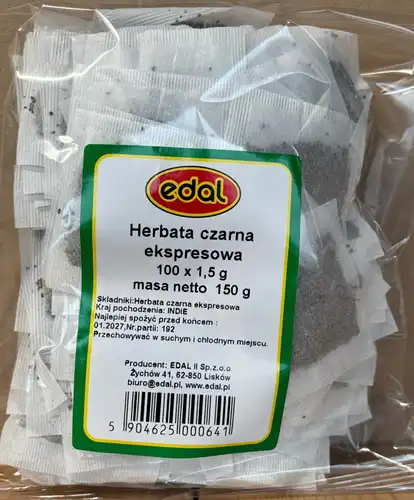 edal
Herbata czarna
ekspresowa
100 x 1,5 g
masa netto 150 g
Składniki:Herbata czarna ekspresowa
Kraj pochodzenia: INDIE
Najlepiej spożyć przed końcem :
01.2027,Nr.partii: 192
Przechowywać w suchym i chłodnym miejscu.
Producent: EDAL II Sp.z.o.o
Żychów 41, 62-850 Lisków
biuro@edal.pl, www.edal.pl
5 904625 000641